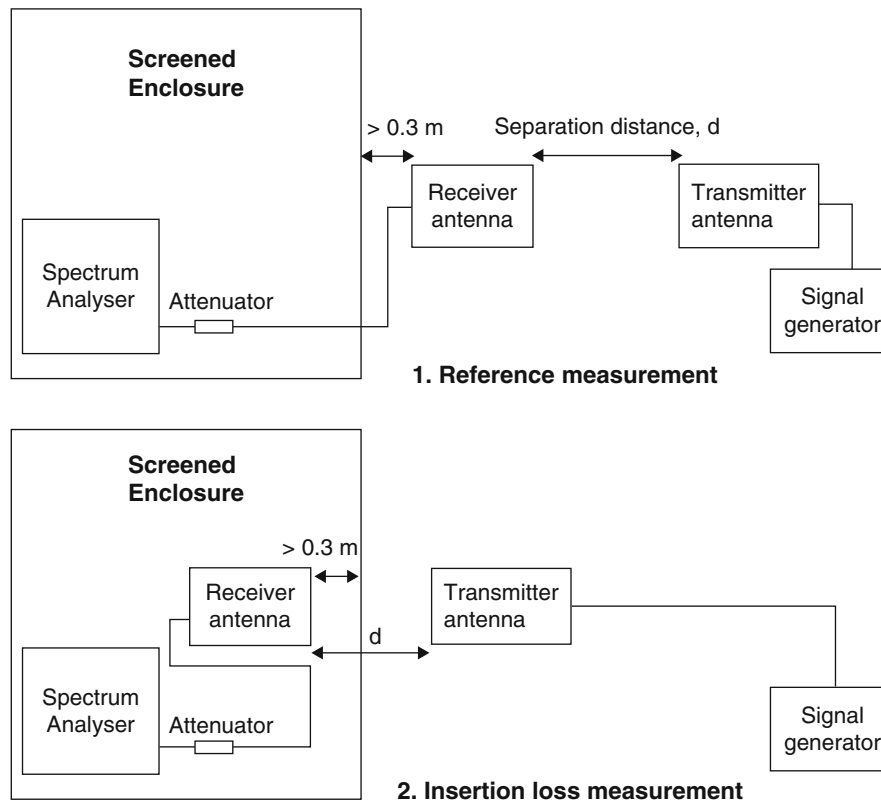 Screened
Enclosure
> 0.3 m
Separation distance, d
Receiver
antenna
Transmitter
antenna
Spectrum
Analyser
Attenuator
Signal
generator
1. Reference measurement
Screened
Enclosure
> 0.3 m
Receiver
antenna
Transmitter
antenna
d
Spectrum
Analyser
Attenuator
Signal
generator
2. Insertion loss measurement